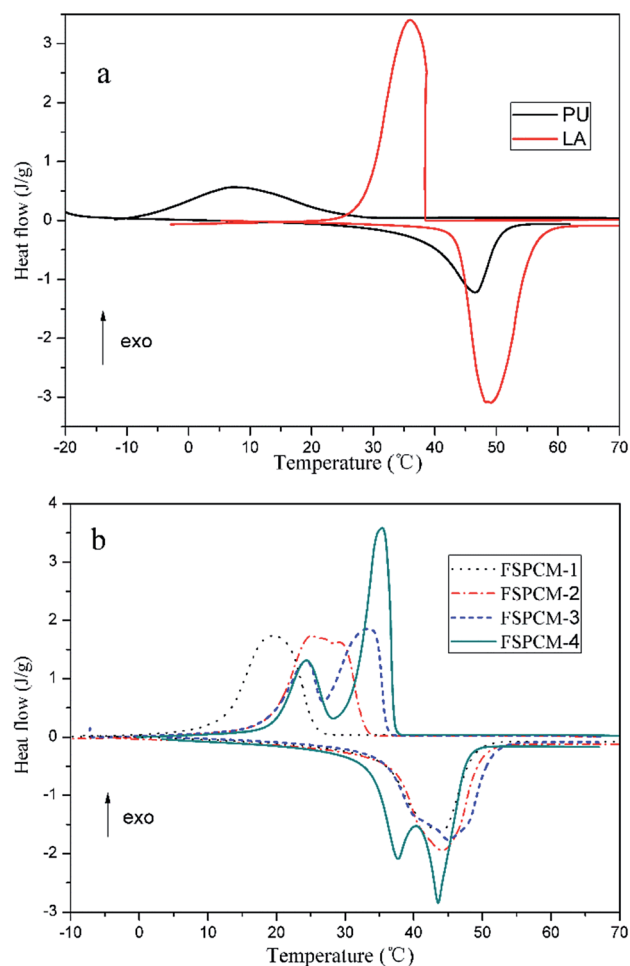 a
PU
LA
Heat flow (J/g)
3
2
1
0
-1
-2
-3
exo
-20 -10 0 10 20 30 40 50 60 70
Temperature (℃)
b
FSPCM-1
FSPCM-2
FSPCM-3
FSPCM-4
Heat flow (J/g)
4
3
2
1
0
-1
-2
-3
exo
-10 0 10 20 30 40 50 60 70
Temperature (℃)